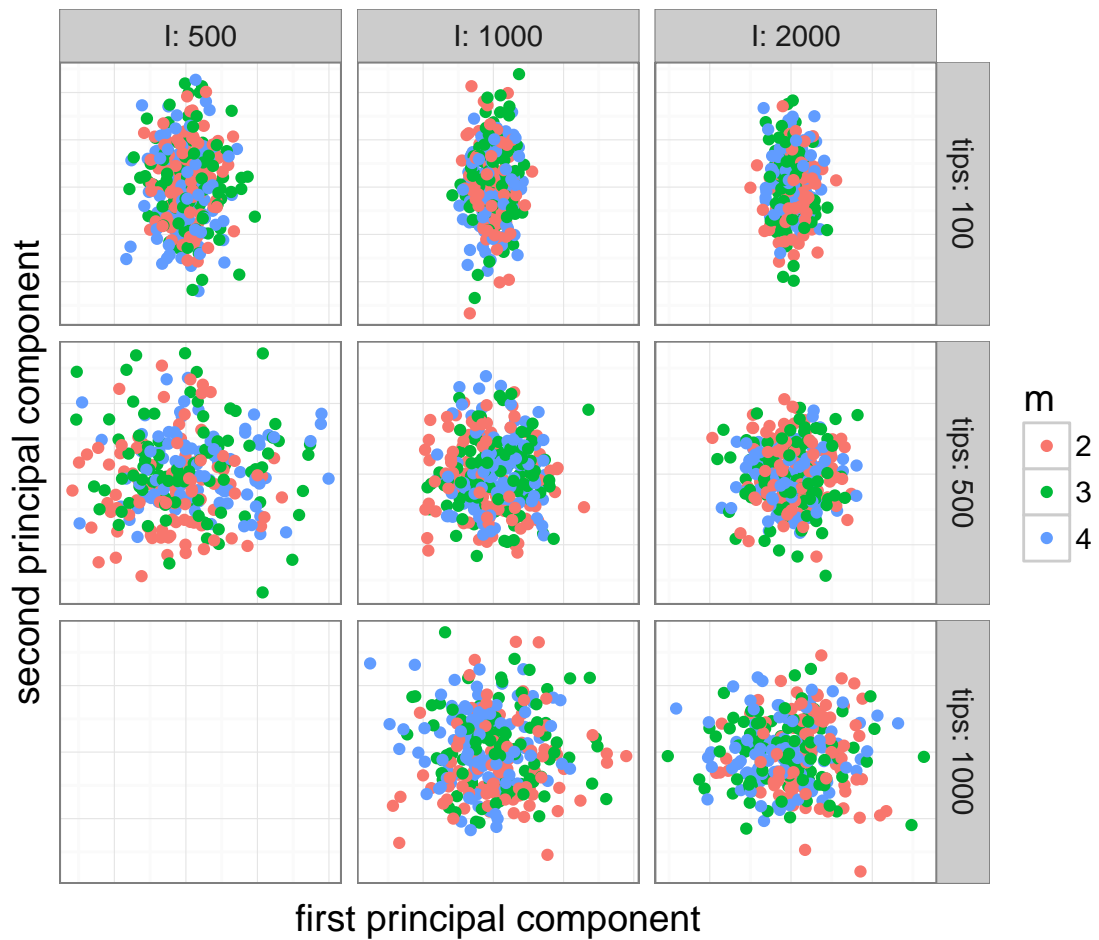 I: 500
I: 1000
I: 2000
tips: 100
tips: 500
tips: 1000
second principal component
first principal component
m
2
3
4